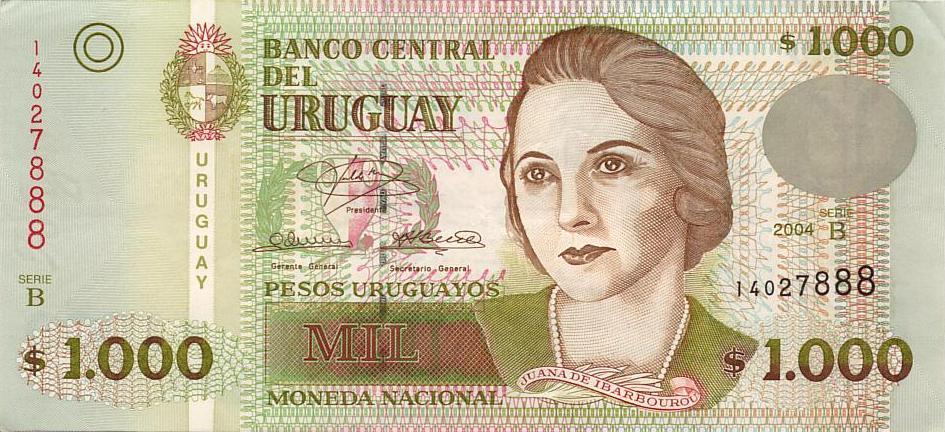 14027888
SERIE
B
$ 1.000
URUGUAY
BANCO CENTRAL
DEL
URUGUAY
Presidente
Gerente General
Secretario General
PESOS URUGUAYOS
MIL
MONEDA NACIONAL
JUANA DE IBARBOUROU
$ 1.000
SERIE
2004 B
14027888
$ 1.000